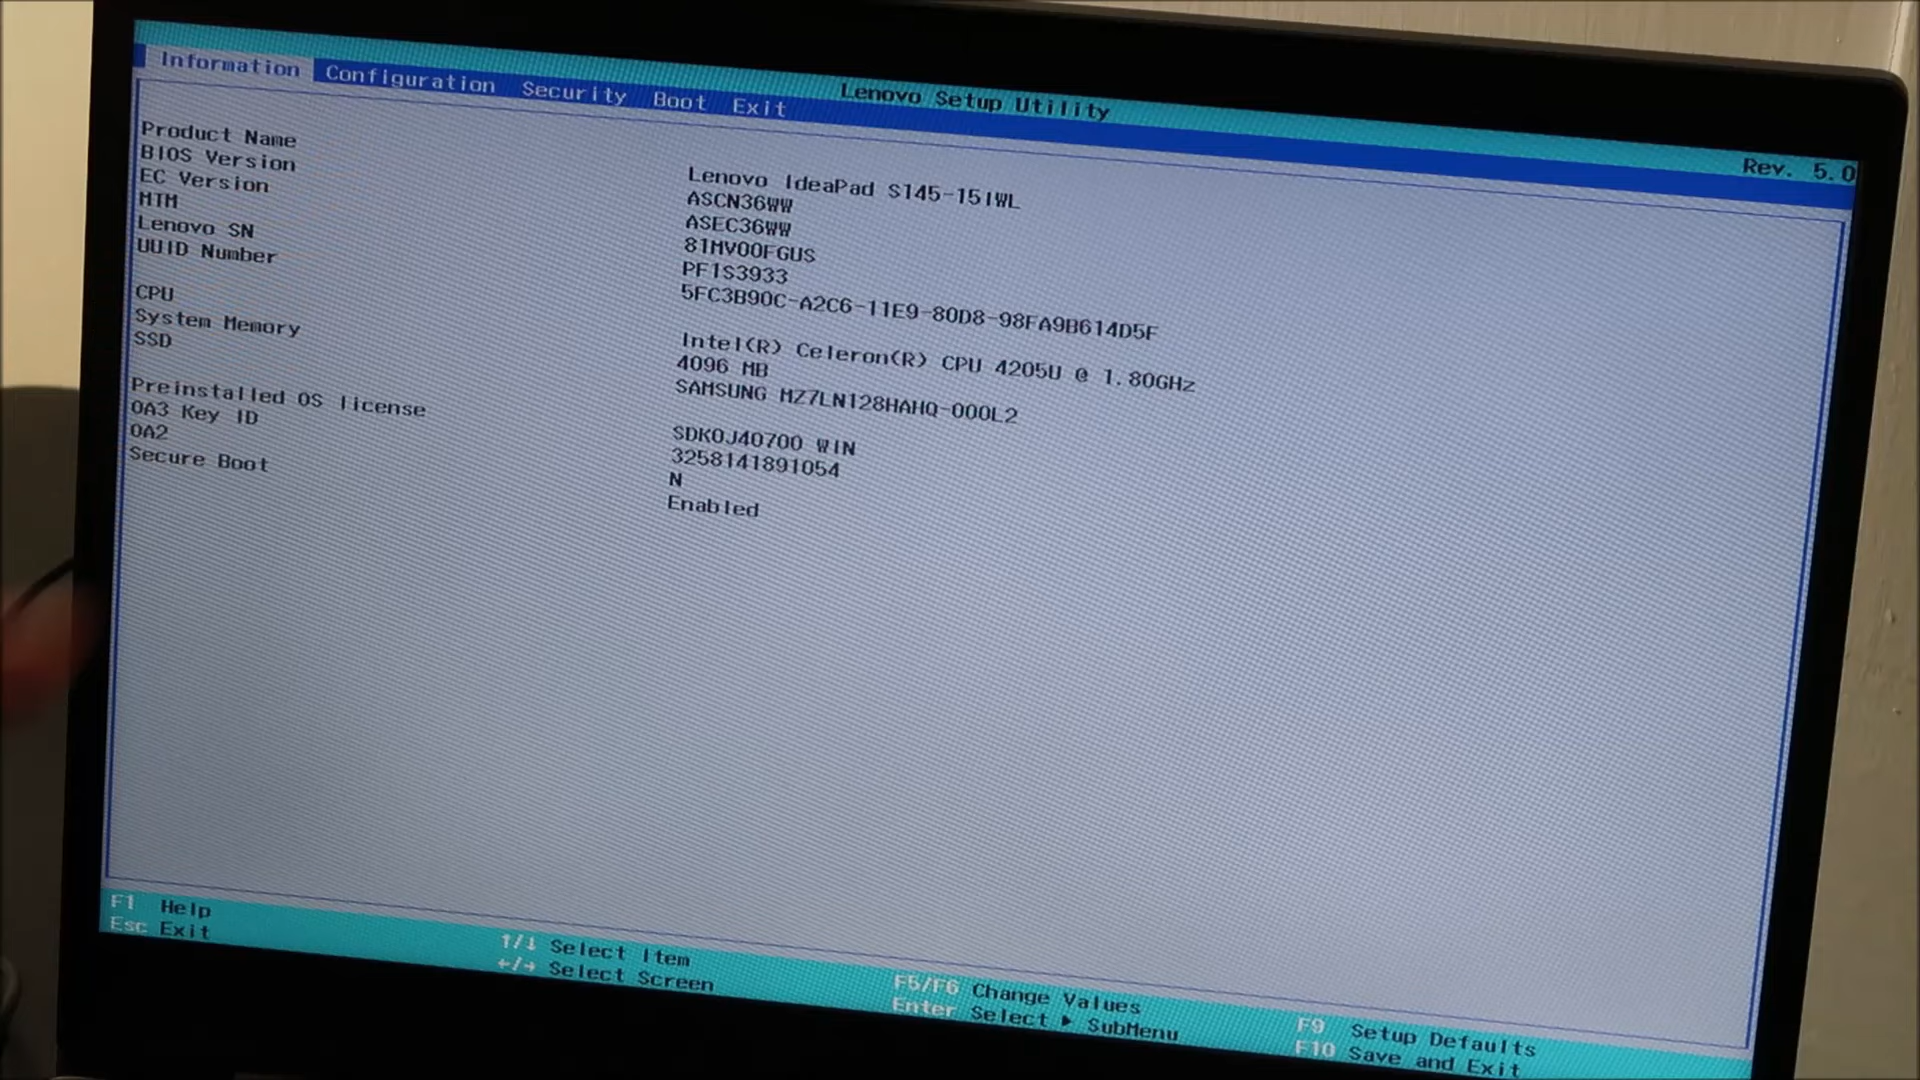 Lenovo Setup Utility
Rev. 5.0
Information Configuration Security Boot Exit
Product Name Lenovo IdeaPad S145-15IWL
BIOS Version ASCN36WW
EC Version ASEC36WW
MTM 81MV00FGUS
Lenovo SN PF1S3933
UUID Number 5FC3B90C-A2C6-11E9-80D8-98FA9B614D5F
CPU Intel(R) Celeron(R) CPU 4205U @ 1.80GHz
System Memory 4096 MB
SSD SAMSUNG MZ7LN128HAHQ-000L2
Preinstalled OS license SDK0J40700 WIN
OA3 Key ID 3258141891054
OA2 N
Secure Boot Enabled
F1 Help ↑/↓ Select Item F5/F6 Change Values F9 Setup Defaults
Esc Exit ←/→ Select Screen Enter Select ▶ SubMenu F10 Save and Exit